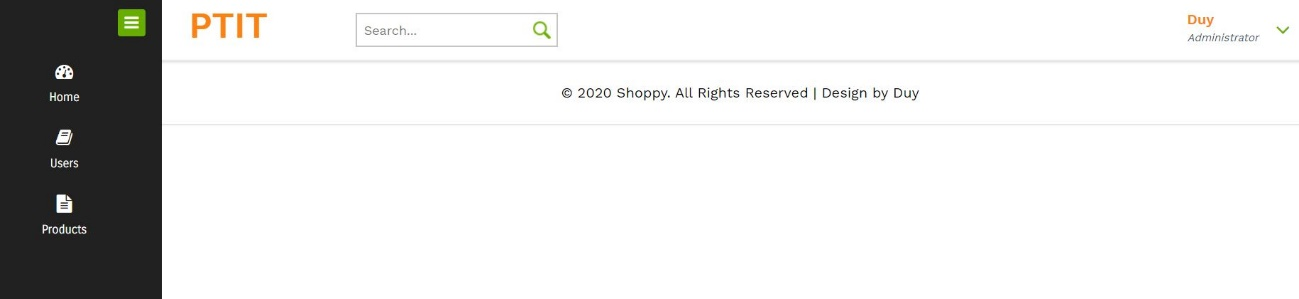 PTIT
Search...
Duy
Administrator
Home
Users
Products
© 2020 Shoppy. All Rights Reserved | Design by Duy